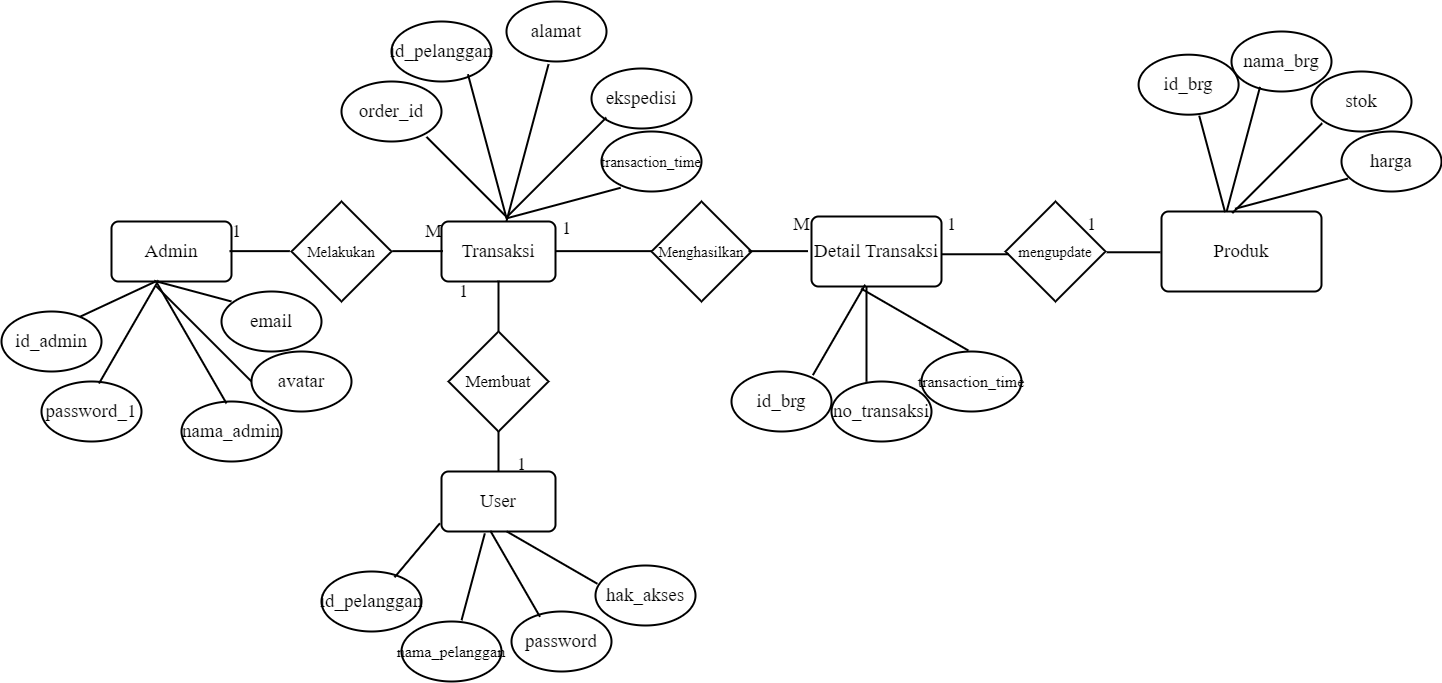 alamat
id_pelanggan
nama_brg
id_brg
ekspedisi
stok
order_id
transaction_time
harga
Admin
1
Melakukan
M
Transaksi
1
Menghasilkan
M
Detail Transaksi
1
mengupdate
1
Produk
1
email
id_admin
avatar
password_1
nama_admin
Membuat
transaction_time
id_brg
no_transaksi
1
User
id_pelanggan
hak_akses
nama_pelanggan
password